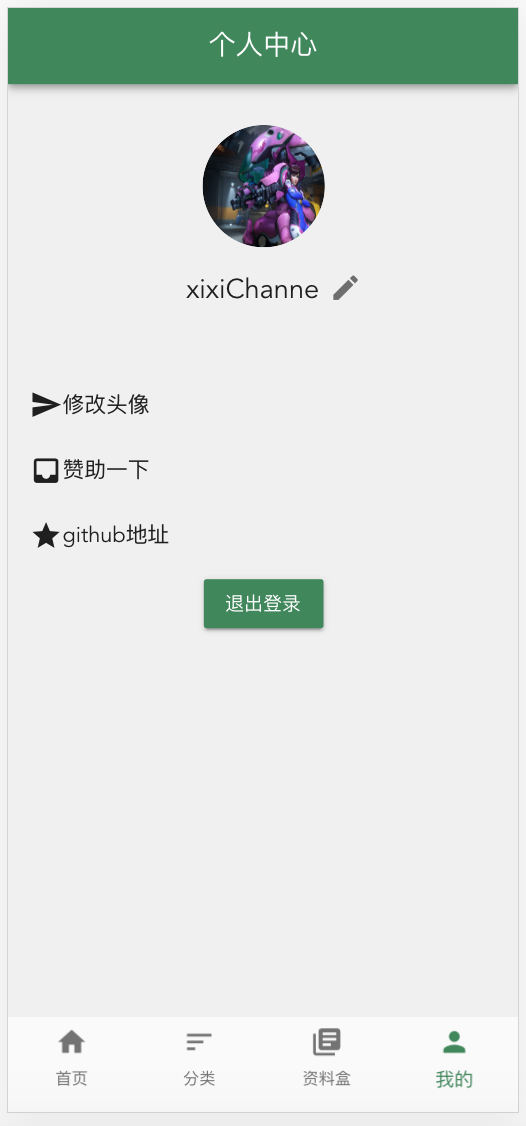 个人中心
xixiChanne
修改头像
赞助一下
github地址
退出登录
首页 分类 资料盒 我的